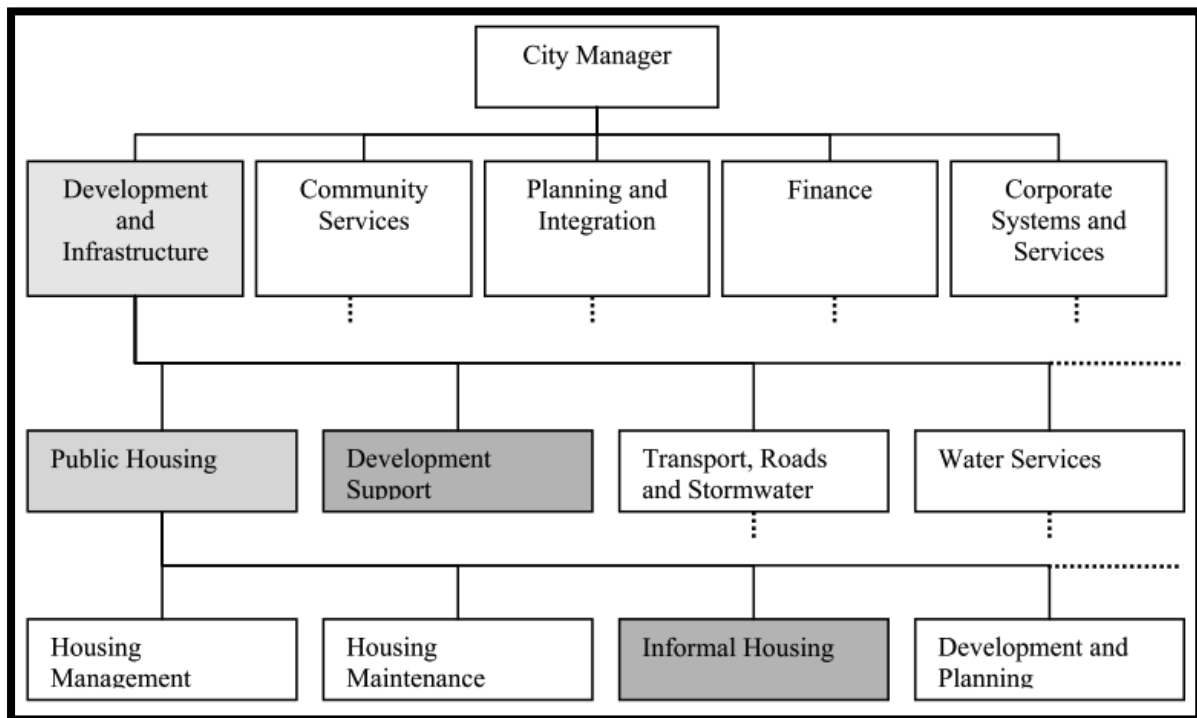 City Manager
Development
and
Infrastructure
Community
Services
Planning and
Integration
Finance
Corporate
Systems and
Services
Public Housing
Development
Support
Transport, Roads
and Stormwater
Water Services
Housing
Management
Housing
Maintenance
Informal Housing
Development and
Planning